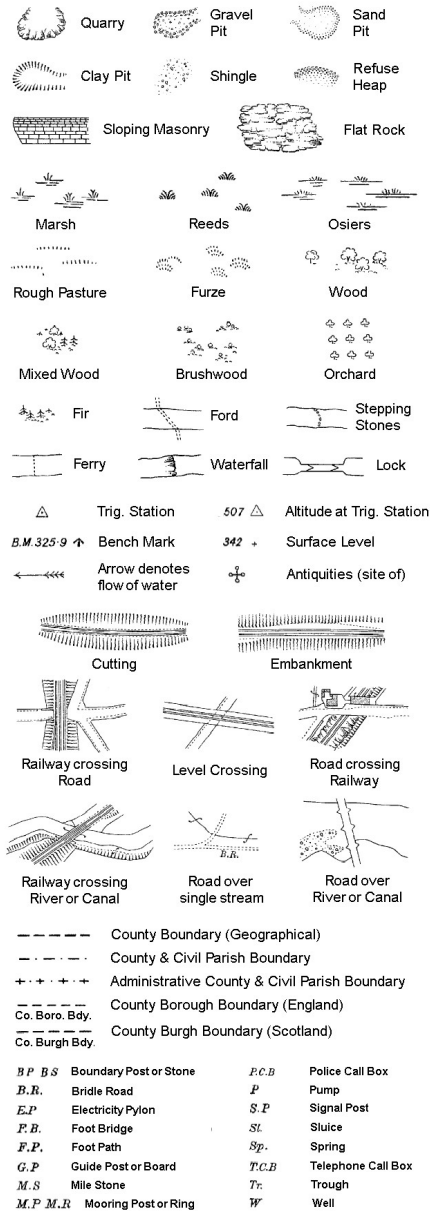 Quarry
Gravel
Pit
Sand
Pit
Clay Pit
Shingle
Refuse
Heap
Sloping Masonry
Flat Rock
Marsh
Reeds
Osiers
Rough Pasture
Furze
Wood
Mixed Wood
Brushwood
Orchard
Fir
Ford
Stepping
Stones
Ferry
Waterfall
Lock
Trig. Station
507 Altitude at Trig. Station
B.M.325·9 Bench Mark
342 + Surface Level
Arrow denotes
flow of water
Antiquities (site of)
Cutting
Embankment
Railway crossing
Road
Level Crossing
Road crossing
Railway
Railway crossing
River or Canal
B.R.
Road over
single stream
Road over
River or Canal
County Boundary (Geographical)
County & Civil Parish Boundary
Administrative County & Civil Parish Boundary
County Borough Boundary (England)
Co. Boro. Bdy.
County Burgh Boundary (Scotland)
Co. Burgh Bdy.
B P B S Boundary Post or Stone
B.R. Bridle Road
E.P Electricity Pylon
F.B. Foot Bridge
F.P. Foot Path
G.P Guide Post or Board
M.S Mile Stone
M.P M.R Mooring Post or Ring
P.C.B Police Call Box
P Pump
S.P Signal Post
Sl. Sluice
Sp. Spring
T.C.B Telephone Call Box
Tr. Trough
W Well